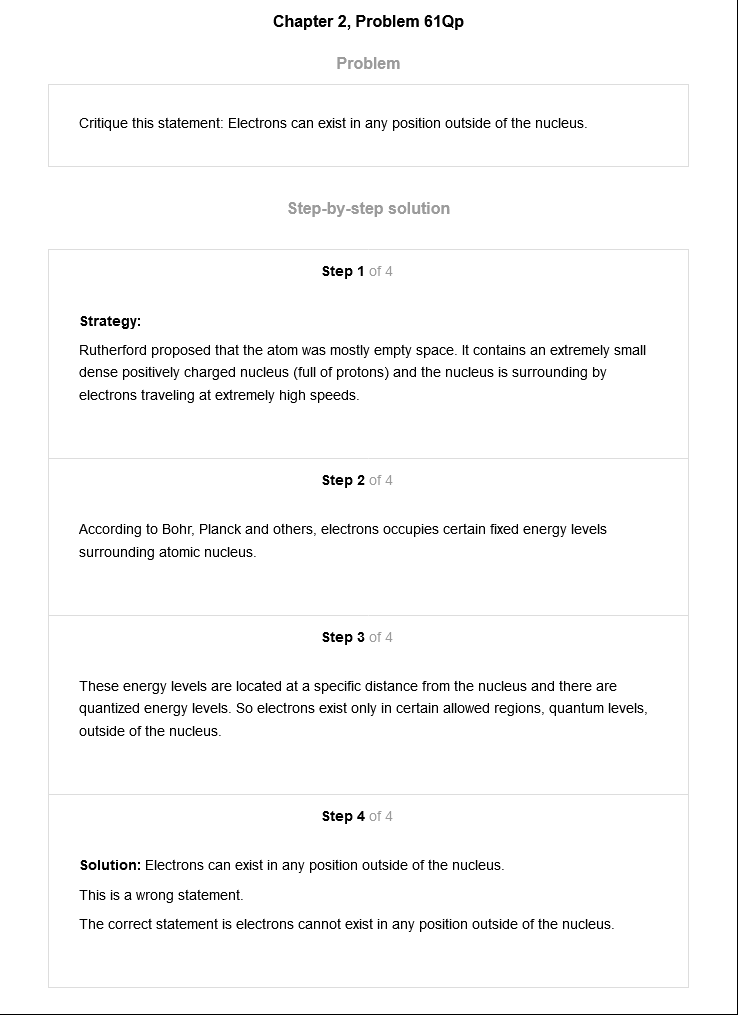 Chapter 2, Problem 61Qp
Problem
Critique this statement: Electrons can exist in any position outside of the nucleus.
Step-by-step solution
Step 1 of 4
Strategy:
Rutherford proposed that the atom was mostly empty space. It contains an extremely small
dense positively charged nucleus (full of protons) and the nucleus is surrounding by
electrons traveling at extremely high speeds.
Step 2 of 4
According to Bohr, Planck and others, electrons occupies certain fixed energy levels
surrounding atomic nucleus.
Step 3 of 4
These energy levels are located at a specific distance from the nucleus and there are
quantized energy levels. So electrons exist only in certain allowed regions, quantum levels,
outside of the nucleus.
Step 4 of 4
Solution: Electrons can exist in any position outside of the nucleus.
This is a wrong statement.
The correct statement is electrons cannot exist in any position outside of the nucleus.